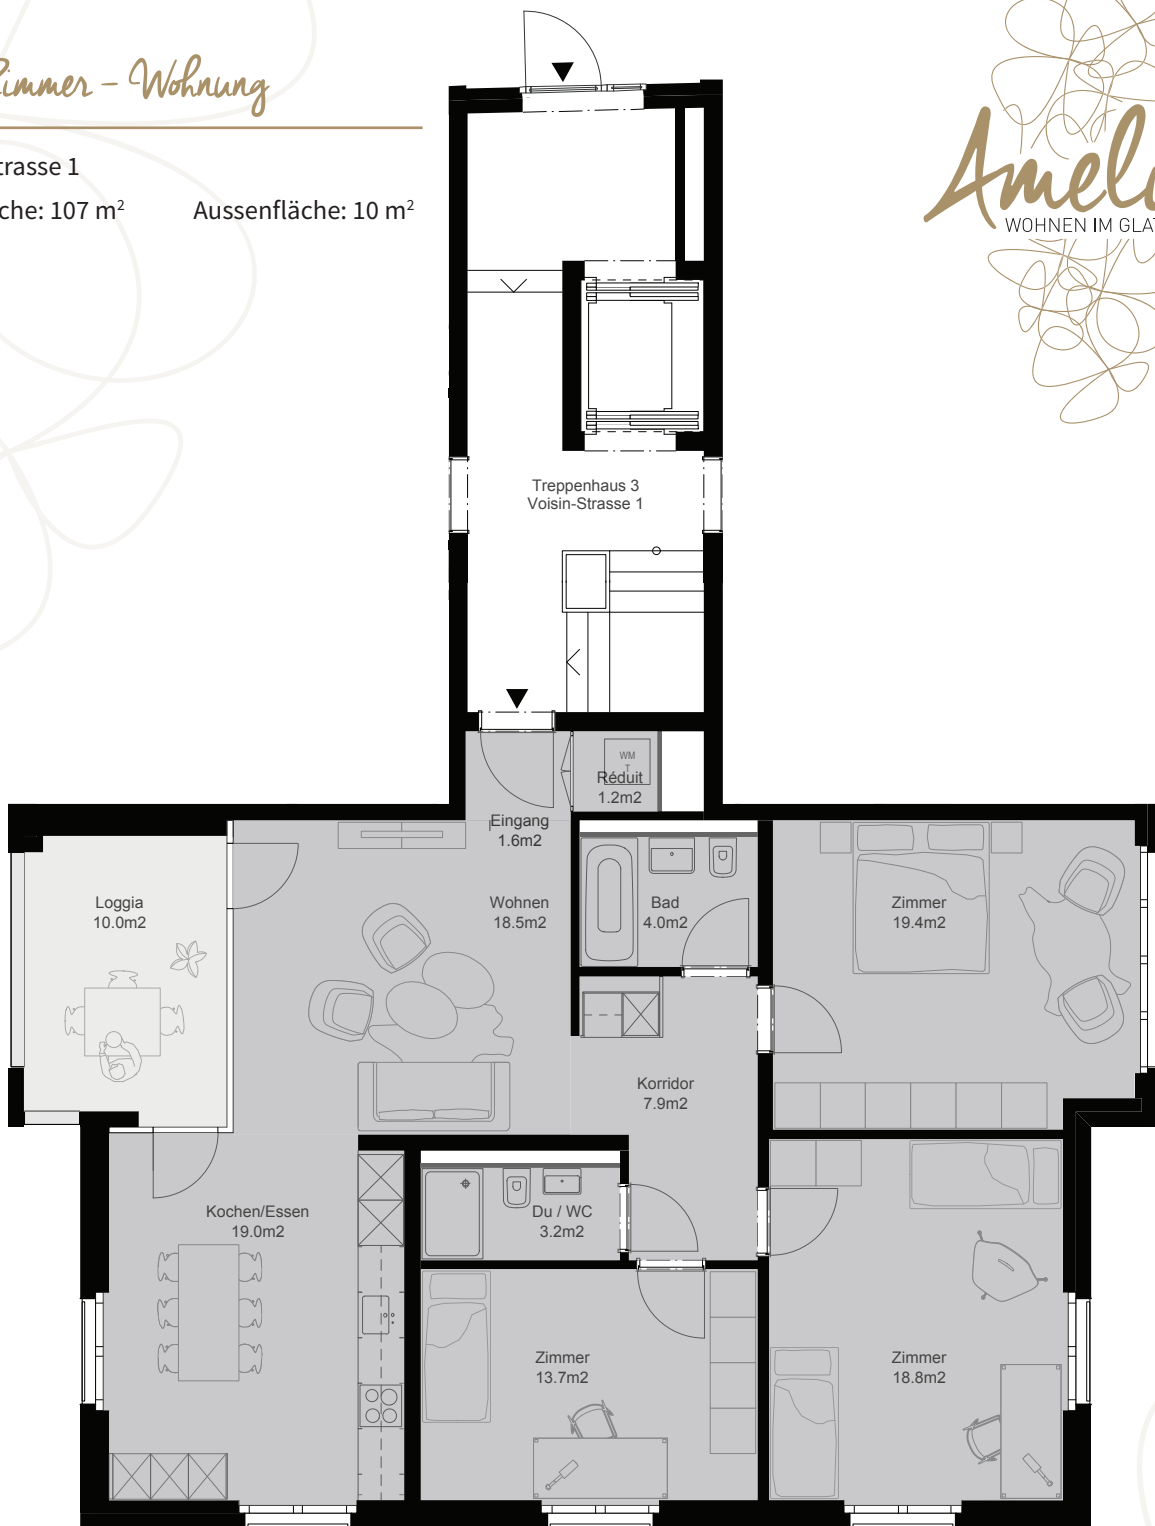 Zimmer – Wohnung
trasse 1
che: 107 m² Aussenfläche: 10 m²
Amel
WOHNEN IM GLAT
Treppenhaus 3
Voisin-Strasse 1
WM
T
Réduit
1.2m2
Eingang
1.6m2
Loggia
10.0m2
Wohnen
18.5m2
Bad
4.0m2
Zimmer
19.4m2
Korridor
7.9m2
Kochen/Essen
19.0m2
Du / WC
3.2m2
Zimmer
13.7m2
Zimmer
18.8m2